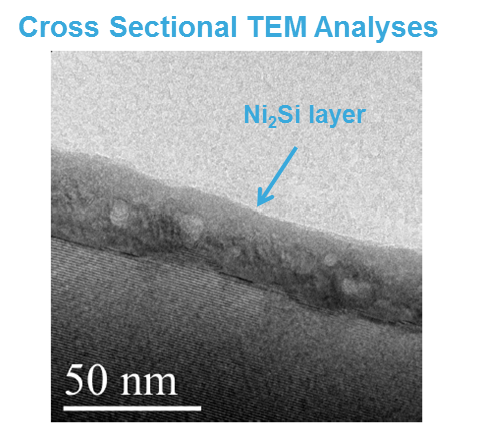 Cross Sectional TEM Analyses
Ni₂Si layer
50 nm